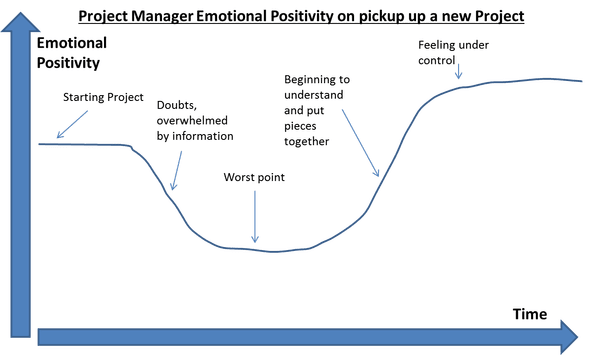 Project Manager Emotional Positivity on pickup up a new Project
Emotional
Positivity
Feeling under
control
Starting Project
Doubts,
overwhelmed
by information
Beginning to
understand
and put
pieces
together
Worst point
Time